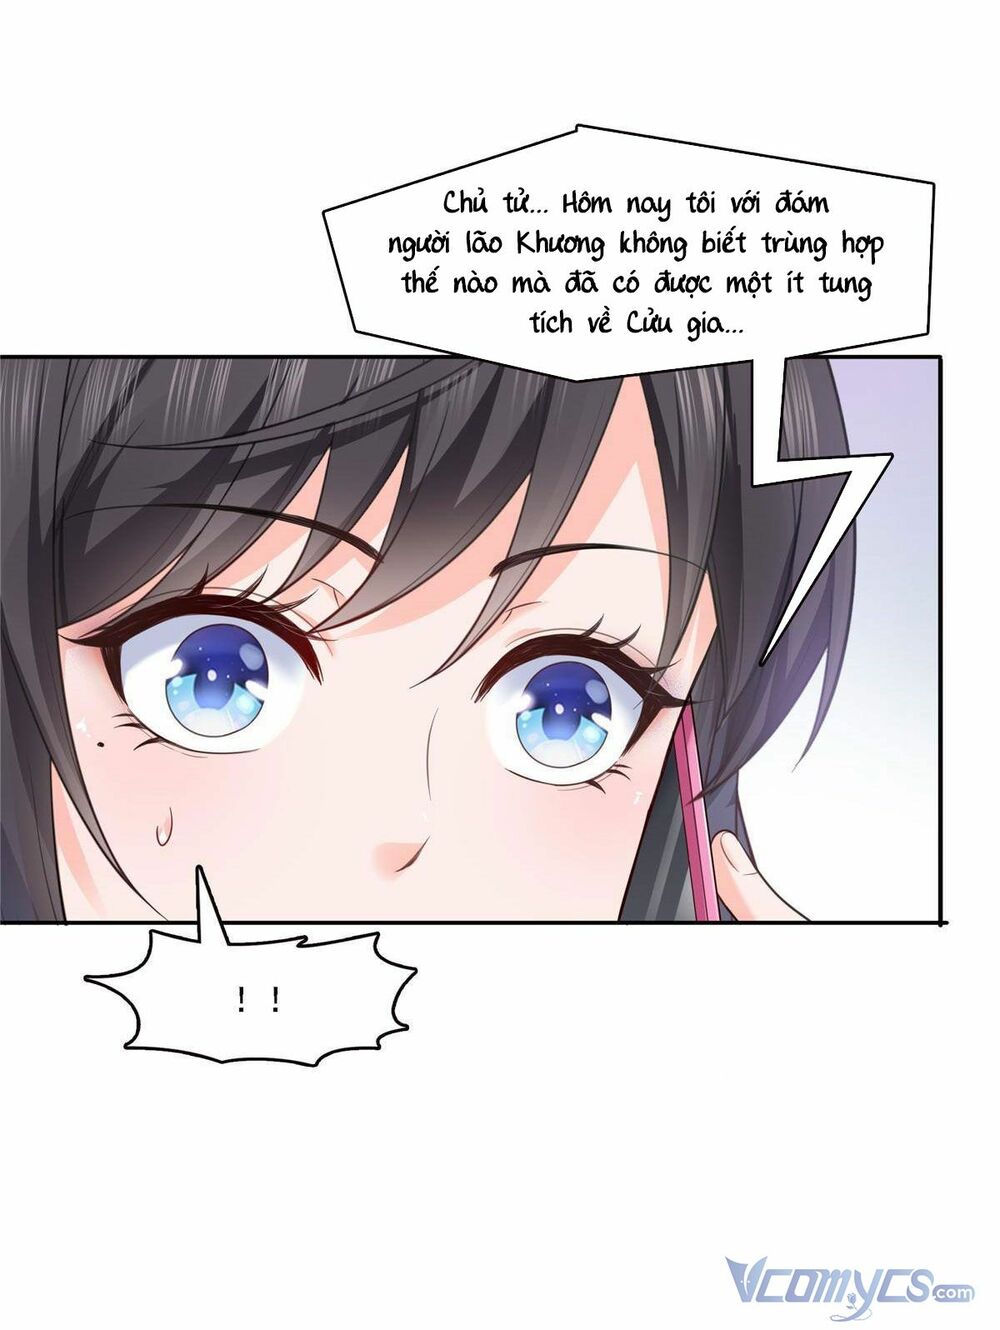 Chủ tử... Hôm nay tôi với đám
người lão Khương không biết trùng hợp
thế nào mà đã có được một ít tung
tích về Cửu gia...
! !
VCOMYCS.com